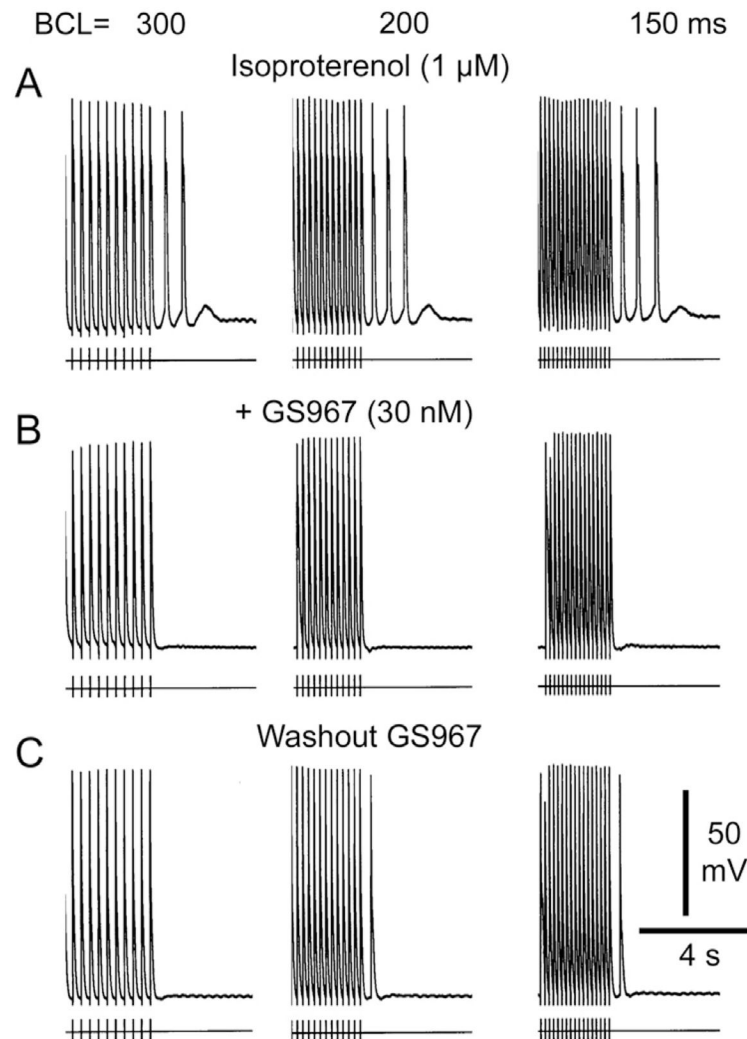 BCL= 300 200 150 ms
Isoproterenol (1 µM)
A
+ GS967 (30 nM)
B
Washout GS967
C
50
mV
4 s